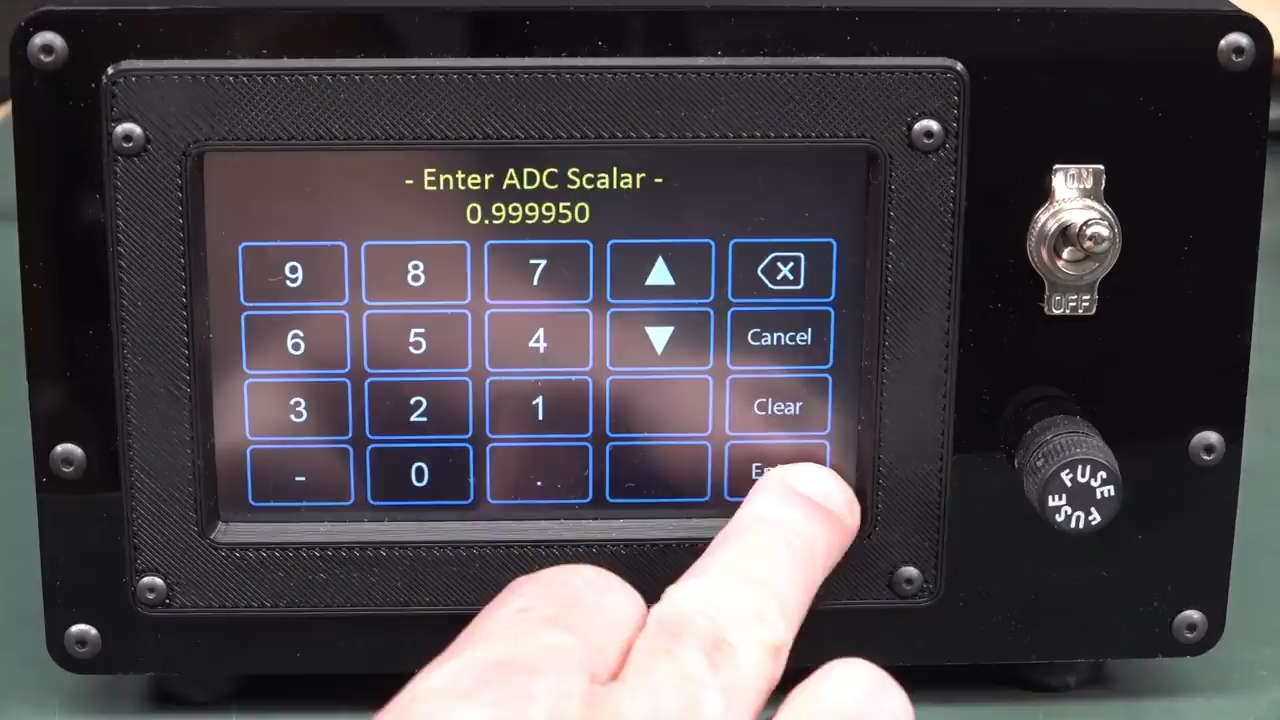 - Enter ADC Scalar -
0.999950
9 8 7
6 5 4 Cancel
3 2 1 Clear
- 0 .
ON
OFF
FUSE
FUSE